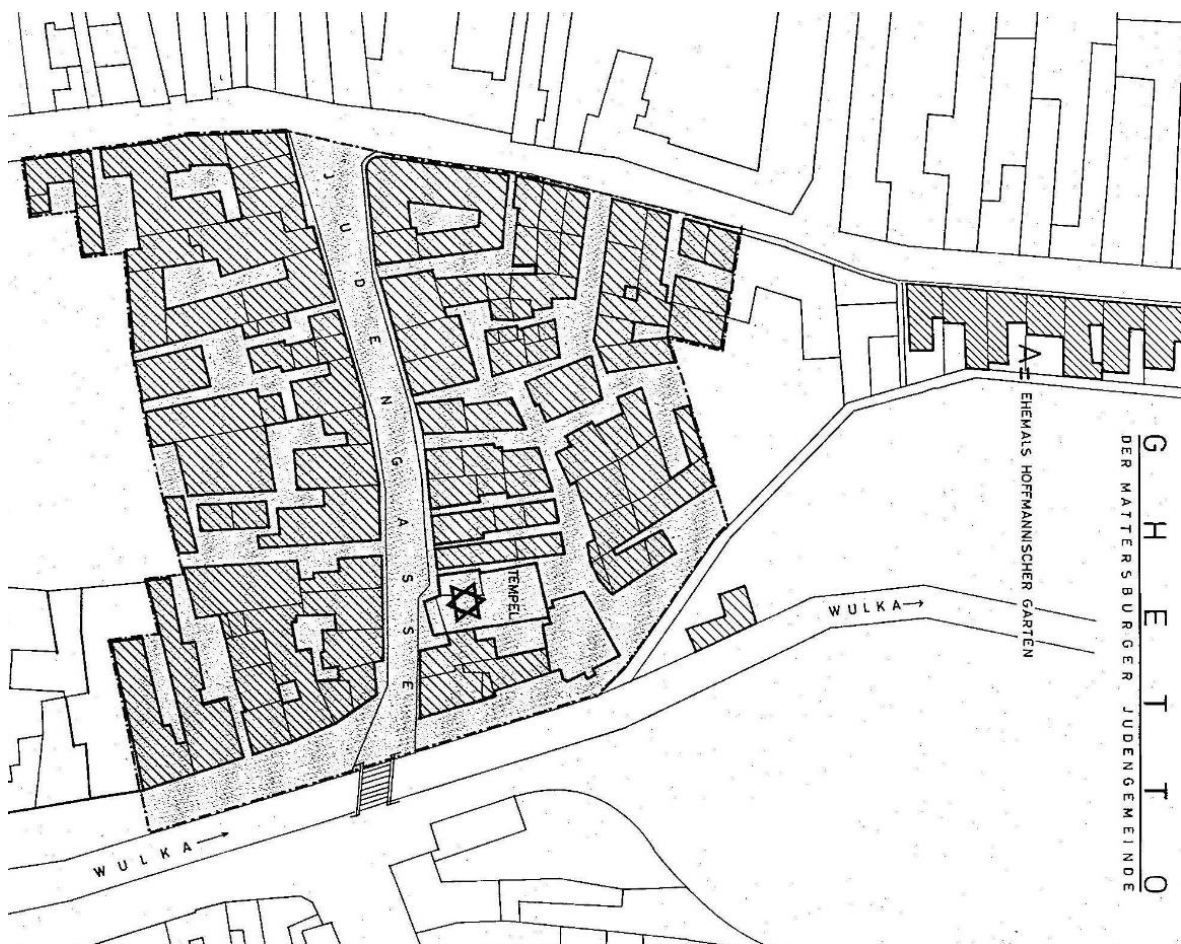 GHETTO
DER MATTERSBURGER JUDENGEMEINDE
A = EHEMALS HOFFMANNISCHER GARTEN
JUDENGASSE
TEMPEL
WULKA→
WULKA→